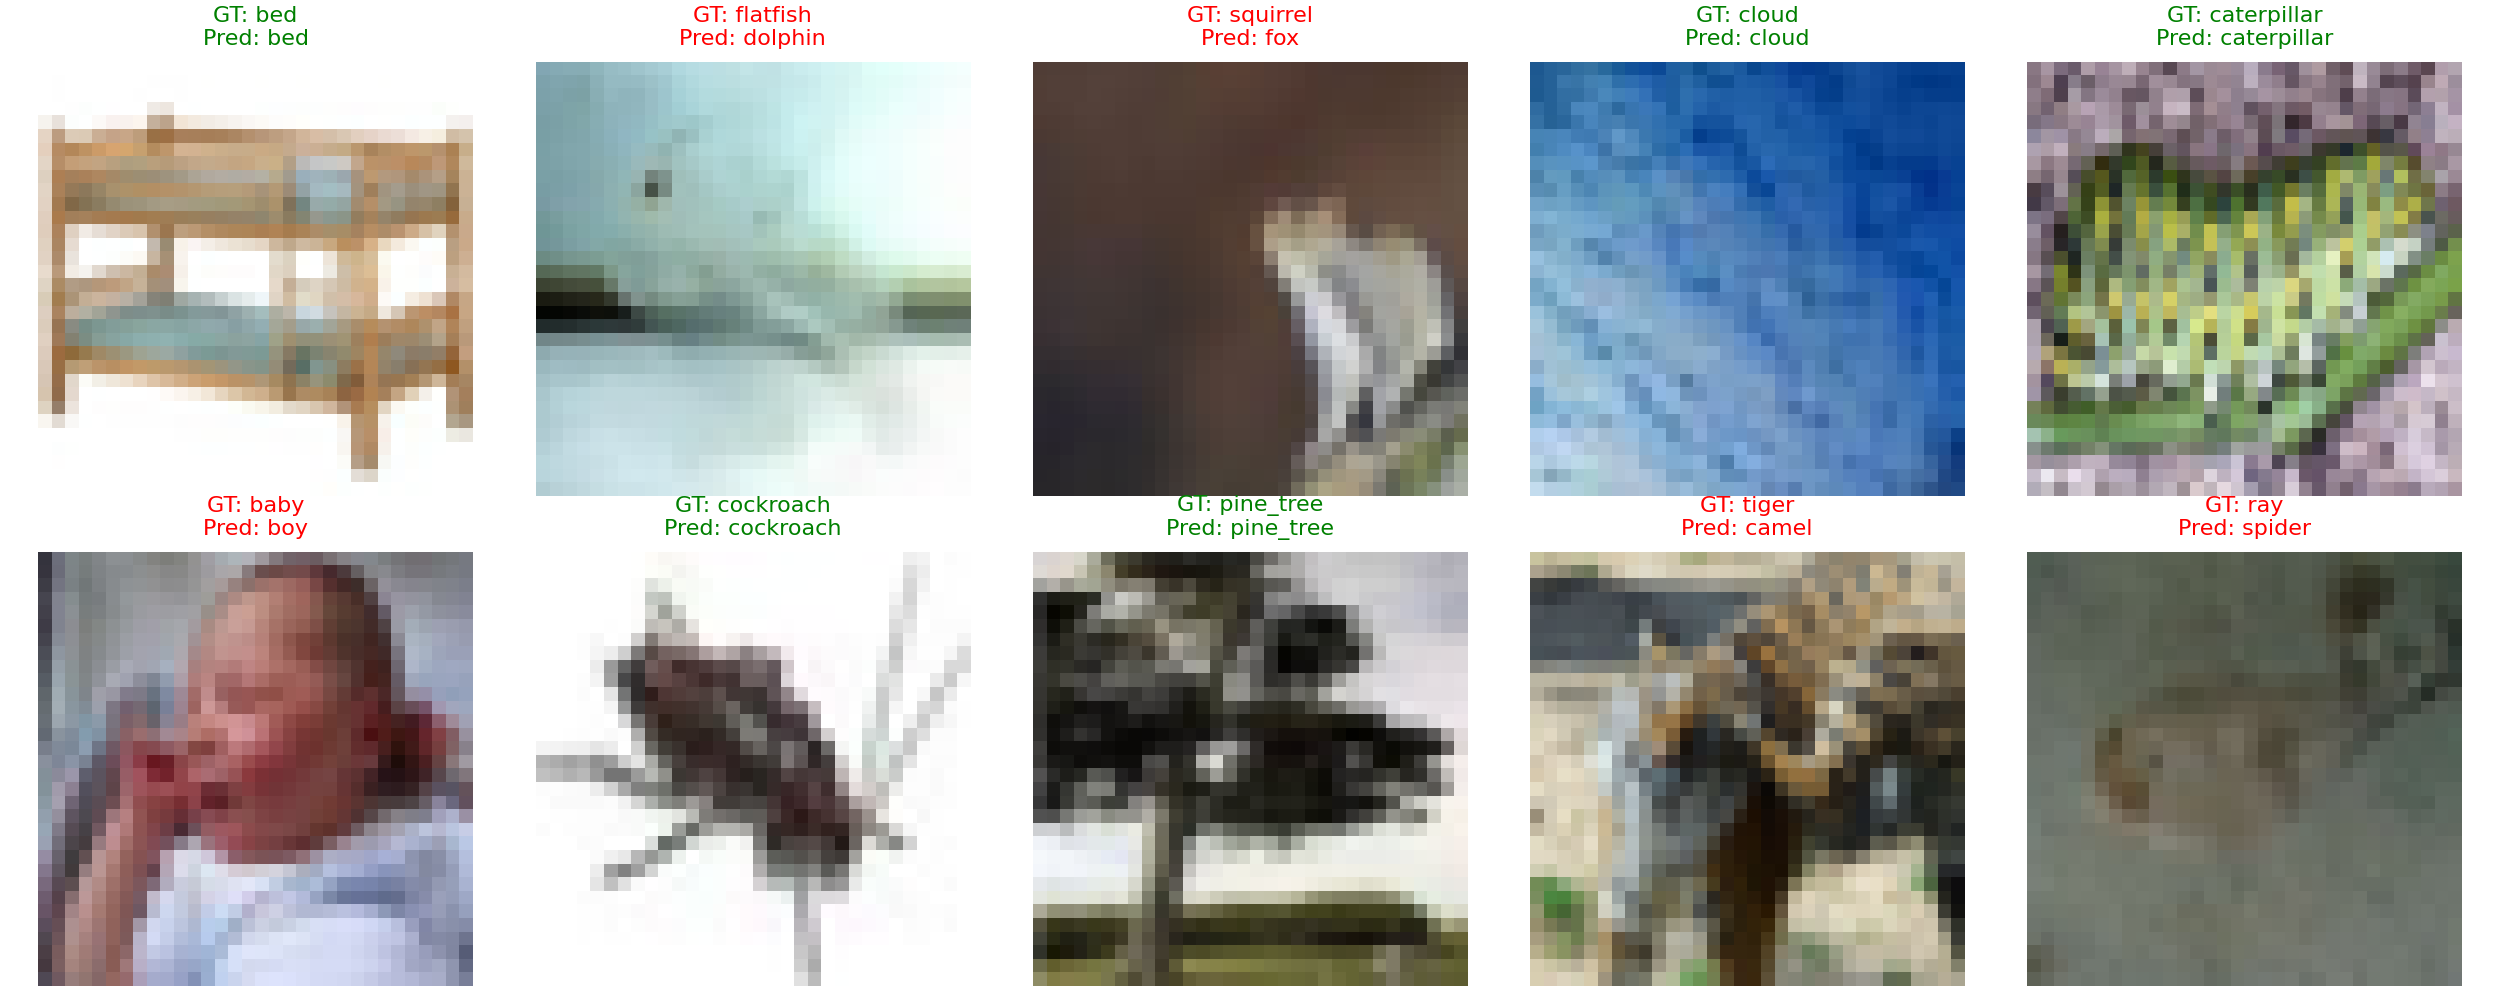 GT: bed
Pred: bed
GT: flatfish
Pred: dolphin
GT: squirrel
Pred: fox
GT: cloud
Pred: cloud
GT: caterpillar
Pred: caterpillar
GT: baby
Pred: boy
GT: cockroach
Pred: cockroach
GT: pine_tree
Pred: pine_tree
GT: tiger
Pred: camel
GT: ray
Pred: spider